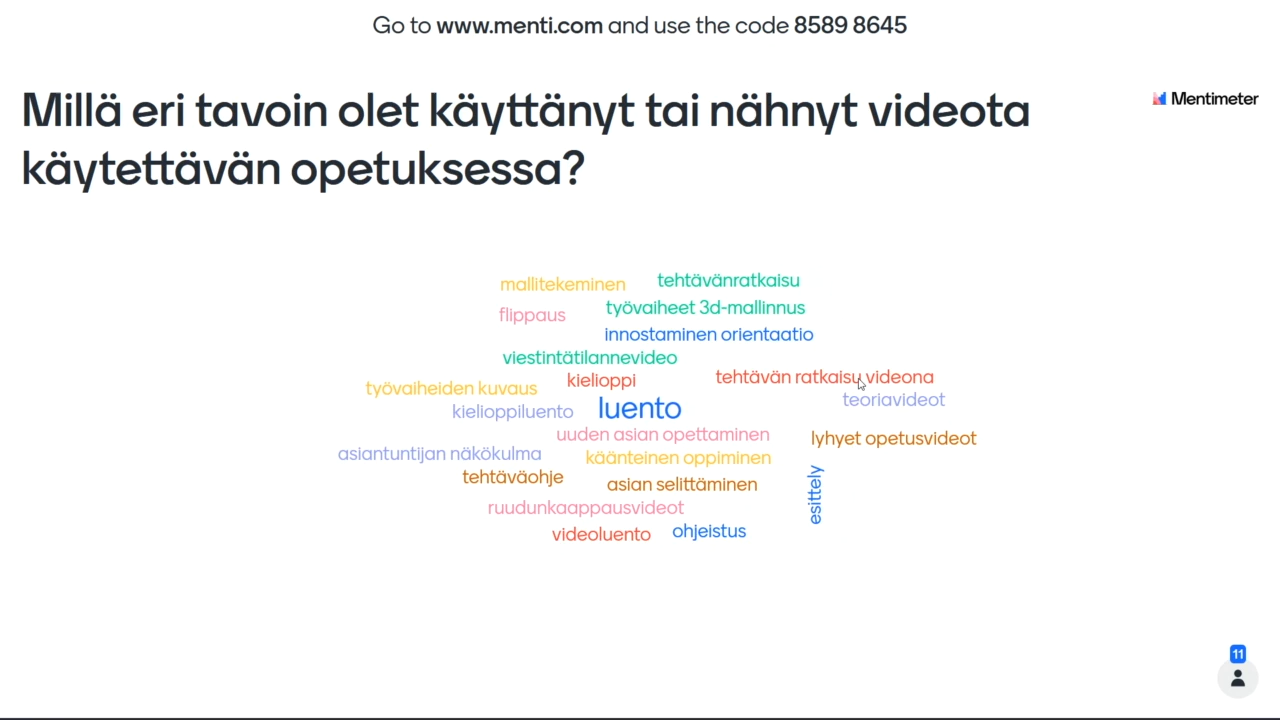 Go to www.menti.com and use the code 8589 8645
Mentimeter
Millä eri tavoin olet käyttänyt tai nähnyt videota
käytettävän opetuksessa?
mallitekeminen
tehtävänratkaisu
flippaus
työvaiheet 3d-mallinnus
innostaminen orientaatio
viestintätilannevideo
työvaiheiden kuvaus
kielioppi
tehtävän ratkaisu videona
kielioppiluento
luento
teoriavideot
uuden asian opettaminen
lyhyet opetusvideot
asiantuntijan näkökulma
käänteinen oppiminen
tehtäväohje
asian selittäminen
esittely
ruudunkaappausvideot
videoluento
ohjeistus
11